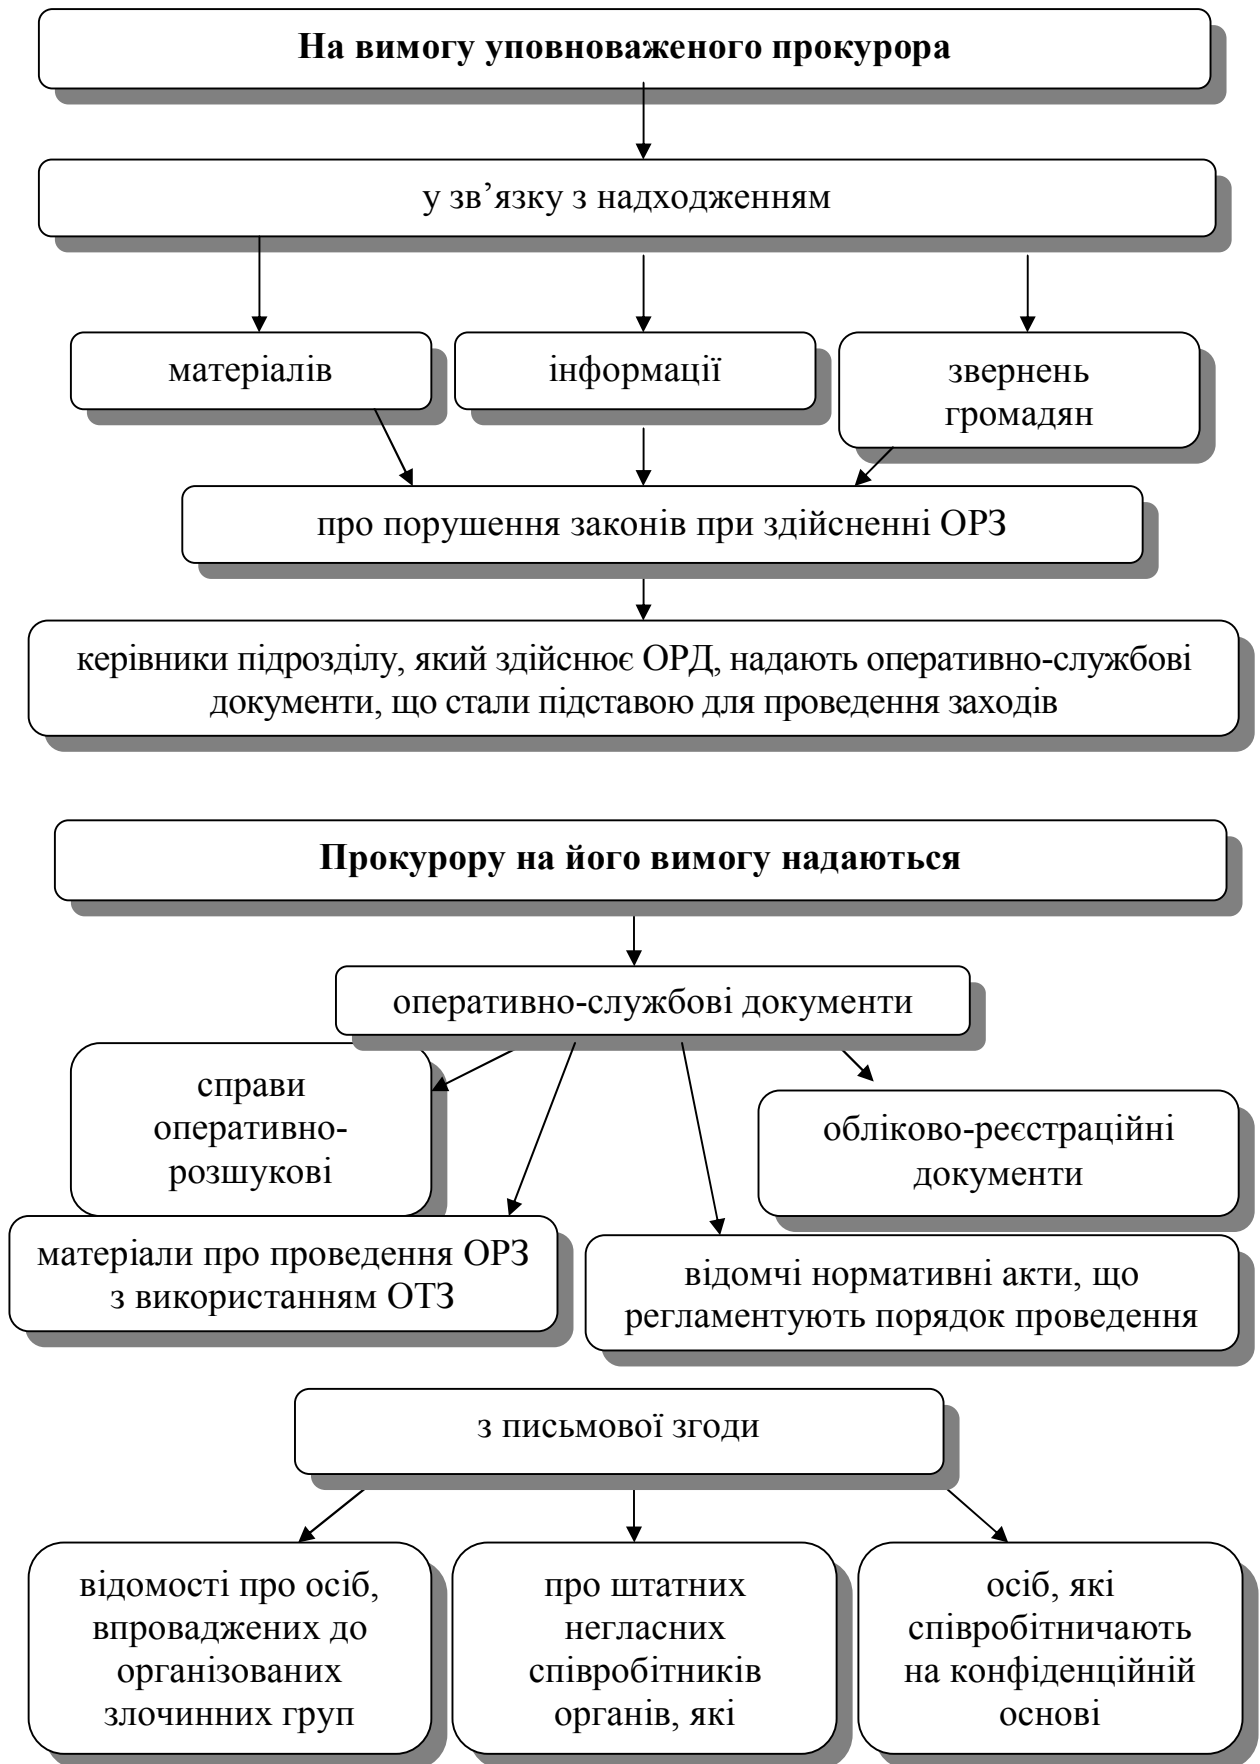 На вимогу уповноваженого прокурора
у зв’язку з надходженням
матеріалів
інформації
звернень
громадян
про порушення законів при здійсненні ОРЗ
керівники підрозділу, який здійснює ОРД, надають оперативно-службові
документи, що стали підставою для проведення заходів
Прокурору на його вимогу надаються
оперативно-службові документи
справи
оперативно-
розшукові
обліково-реєстраційні
документи
матеріали про проведення ОРЗ
з використанням ОТЗ
відомчі нормативні акти, що
регламентують порядок проведення
з письмової згоди
відомості про осіб,
впроваджених до
організованих
злочинних груп
про штатних
негласних
співробітників
органів, які
осіб, які
співробітничають
на конфіденційній
основі